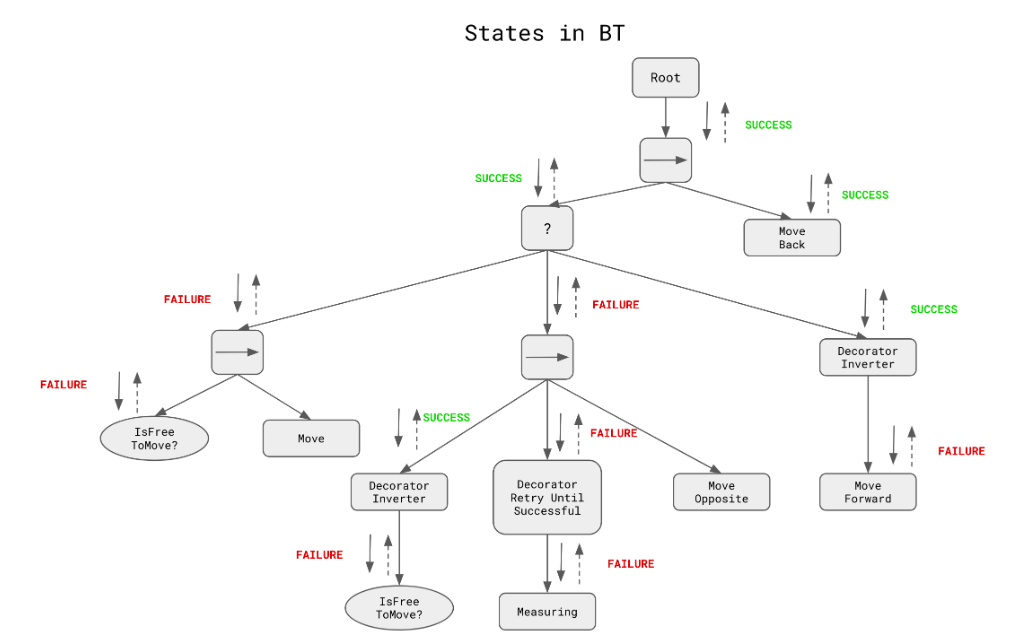 States in BT
Root
SUCCESS
SUCCESS
SUCCESS
?
Move
Back
FAILURE
FAILURE
SUCCESS
Decorator
Inverter
FAILURE
IsFree
ToMove?
Move
SUCCESS
FAILURE
Decorator
Inverter
Decorator
Retry Until
Successful
Move
Opposite
Move
Forward
FAILURE
FAILURE
FAILURE
IsFree
ToMove?
Measuring